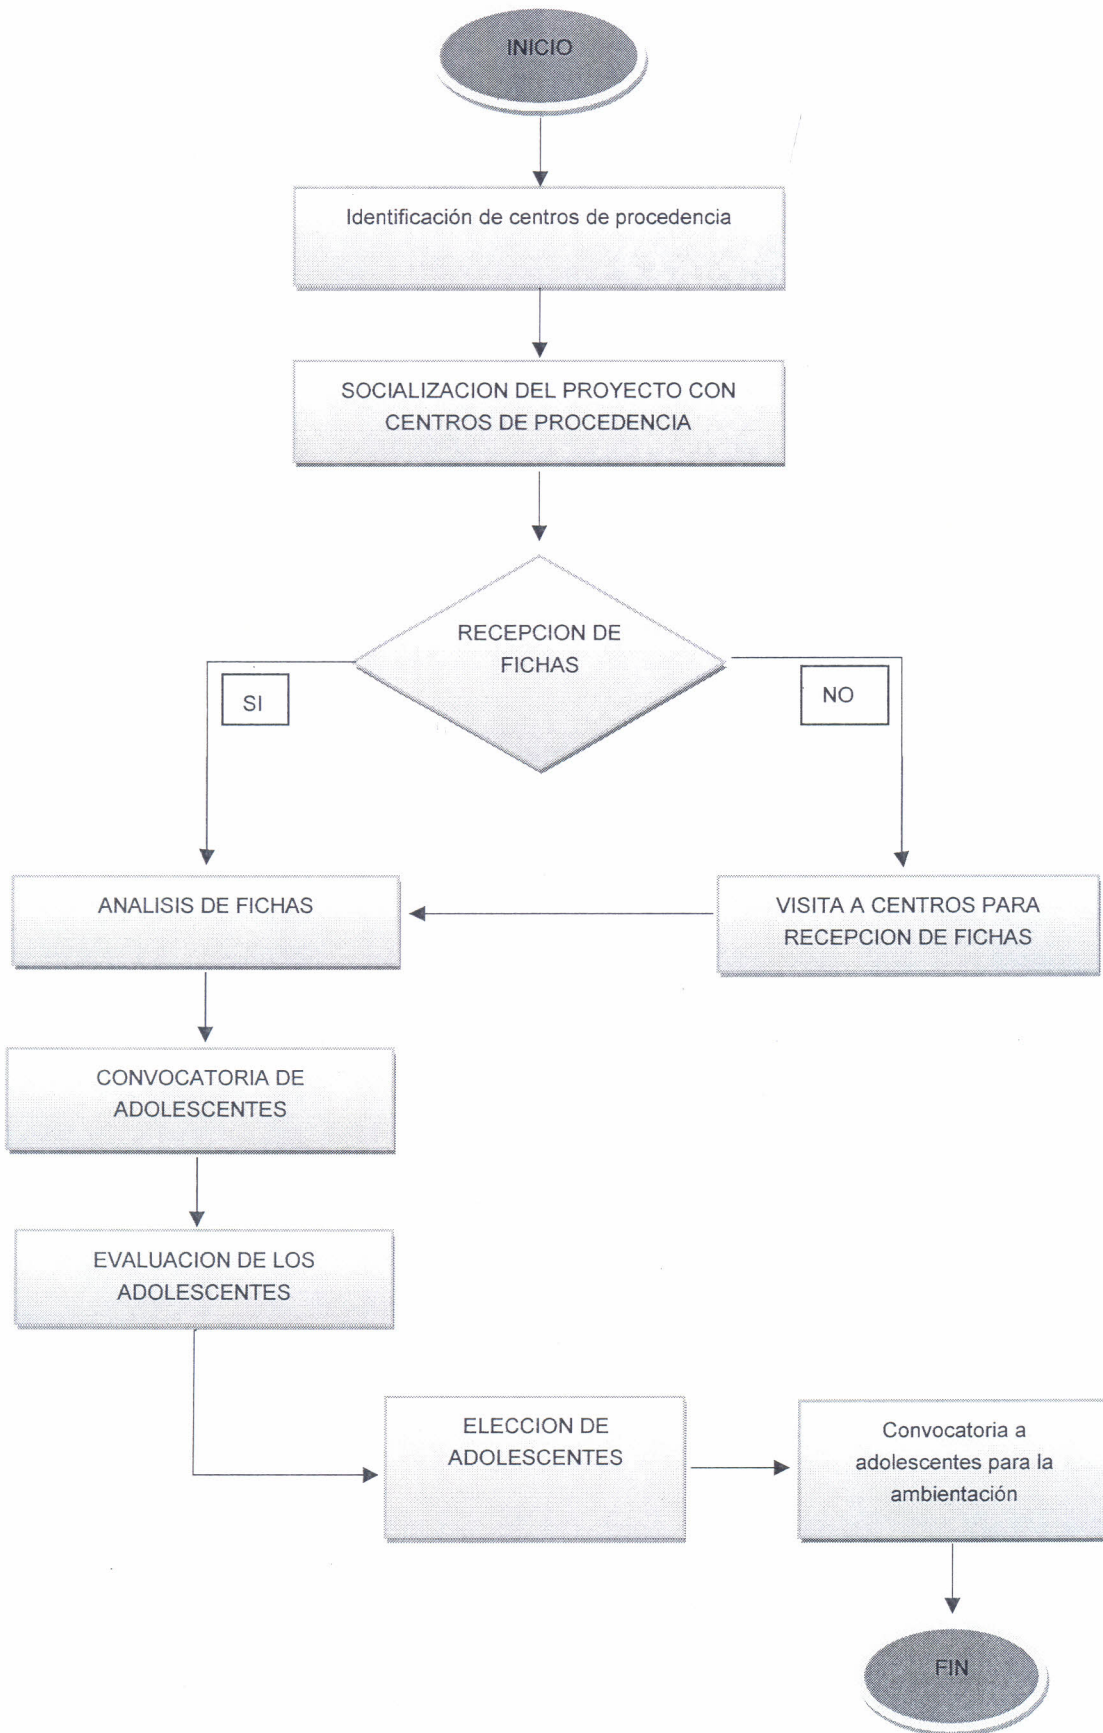 INICIO
Identificación de centros de procedencia
SOCIALIZACION DEL PROYECTO CON
CENTROS DE PROCEDENCIA
RECEPCION DE
FICHAS
SI
NO
ANALISIS DE FICHAS
VISITA A CENTROS PARA
RECEPCION DE FICHAS
CONVOCATORIA DE
ADOLESCENTES
EVALUACION DE LOS
ADOLESCENTES
ELECCION DE
ADOLESCENTES
Convocatoria a
adolescentes para la
ambientación
FIN